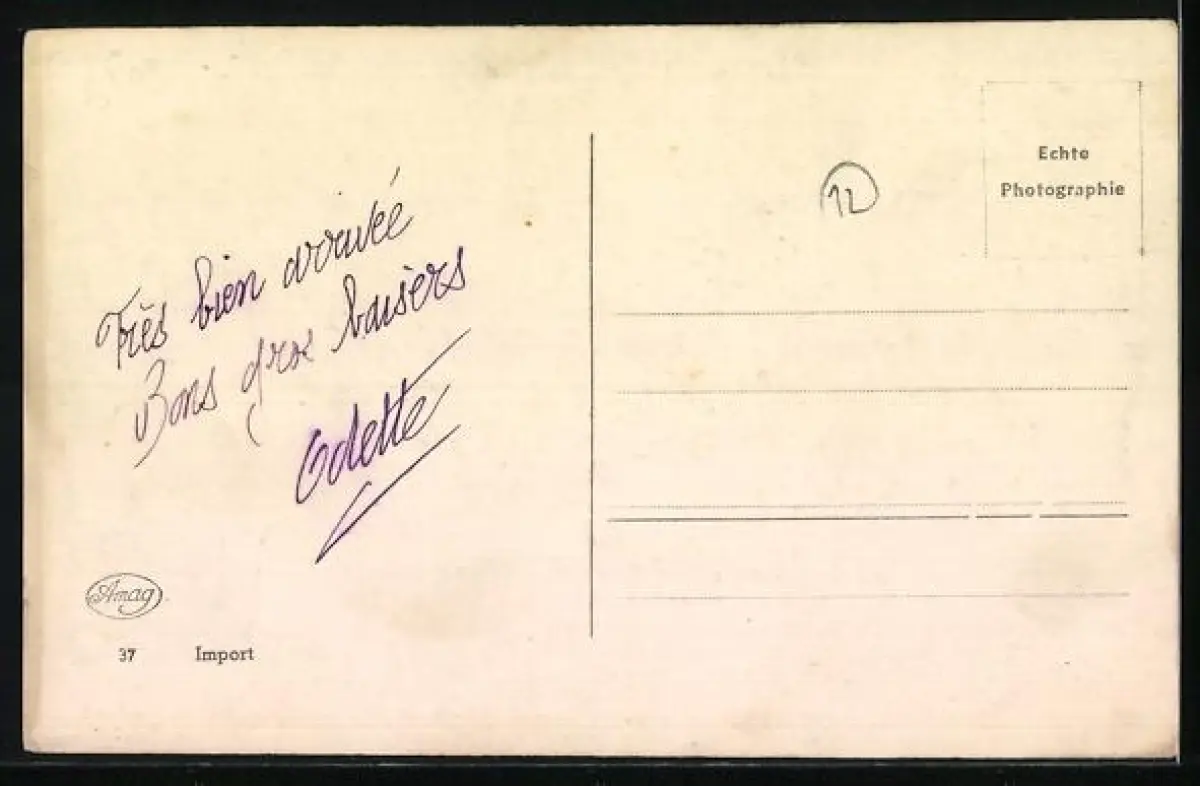 Très bien arrivée
Bons gros baisers
Odette
12
Echte
Photographie
Amag
37 Import